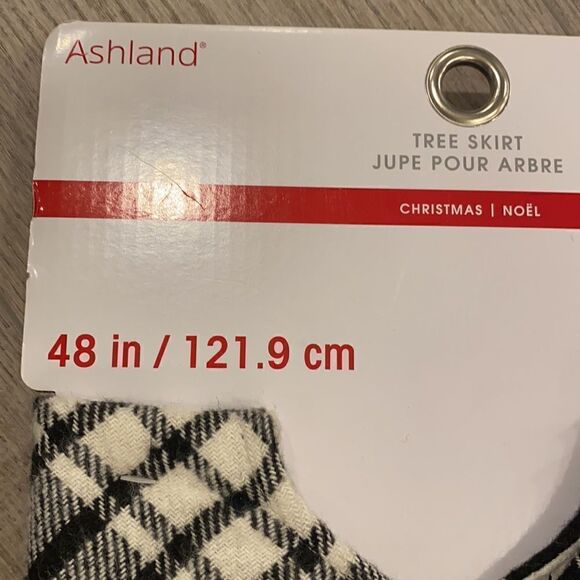 Ashland®
TREE SKIRT
JUPE POUR ARBRE
CHRISTMAS | NOËL
48 in / 121.9 cm